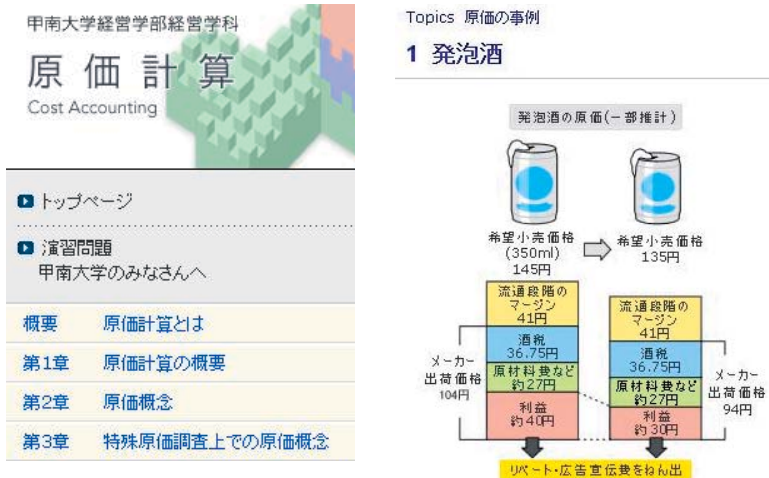 甲南大学経営学部経営学科
原価計算
Cost Accounting
トップページ
演習問題
甲南大学のみなさんへ
概要 原価計算とは
第1章 原価計算の概要
第2章 原価概念
第3章 特殊原価調査上での原価概念
Topics 原価の事例
1 発泡酒
発泡酒の原価(一部推計)
希望小売価格
(350ml)
145円
希望小売価格
135円
流通段階の
マージン
41円
酒税
36.75円
原材料費など
約27円
利益
約40円
メーカー
出荷価格
104円
流通段階の
マージン
41円
酒税
36.75円
原材料費など
約27円
利益
約30円
メーカー
出荷価格
94円
リベート・広告宣伝費をねん出